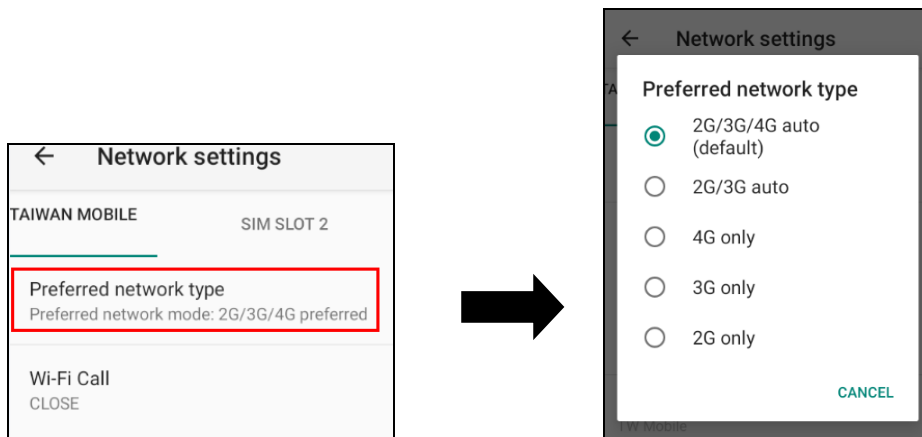 Network settings
TAIWAN MOBILE
SIM SLOT 2
Preferred network type
Preferred network mode: 2G/3G/4G preferred
Wi-Fi Call
CLOSE
Network settings
TA
Preferred network type
2G/3G/4G auto
(default)
2G/3G auto
4G only
3G only
2G only
CANCEL
TW Mobile